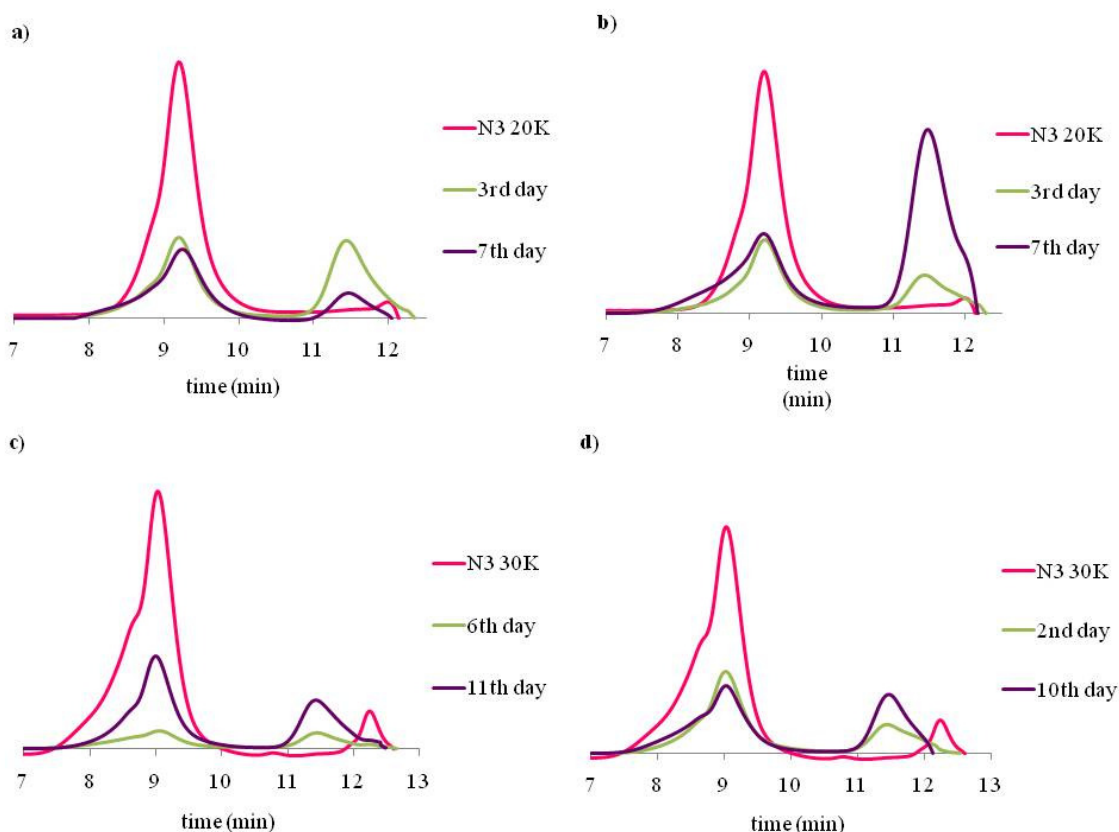 a)
N3 20K
3rd day
7th day
7 8 9 10 11 12
time (min)
b)
N3 20K
3rd day
7th day
7 8 9 10 11 12
time
(min)
c)
N3 30K
6th day
11th day
7 8 9 10 11 12 13
time (min)
d)
N3 30K
2nd day
10th day
7 8 9 10 11 12 13
time (min)